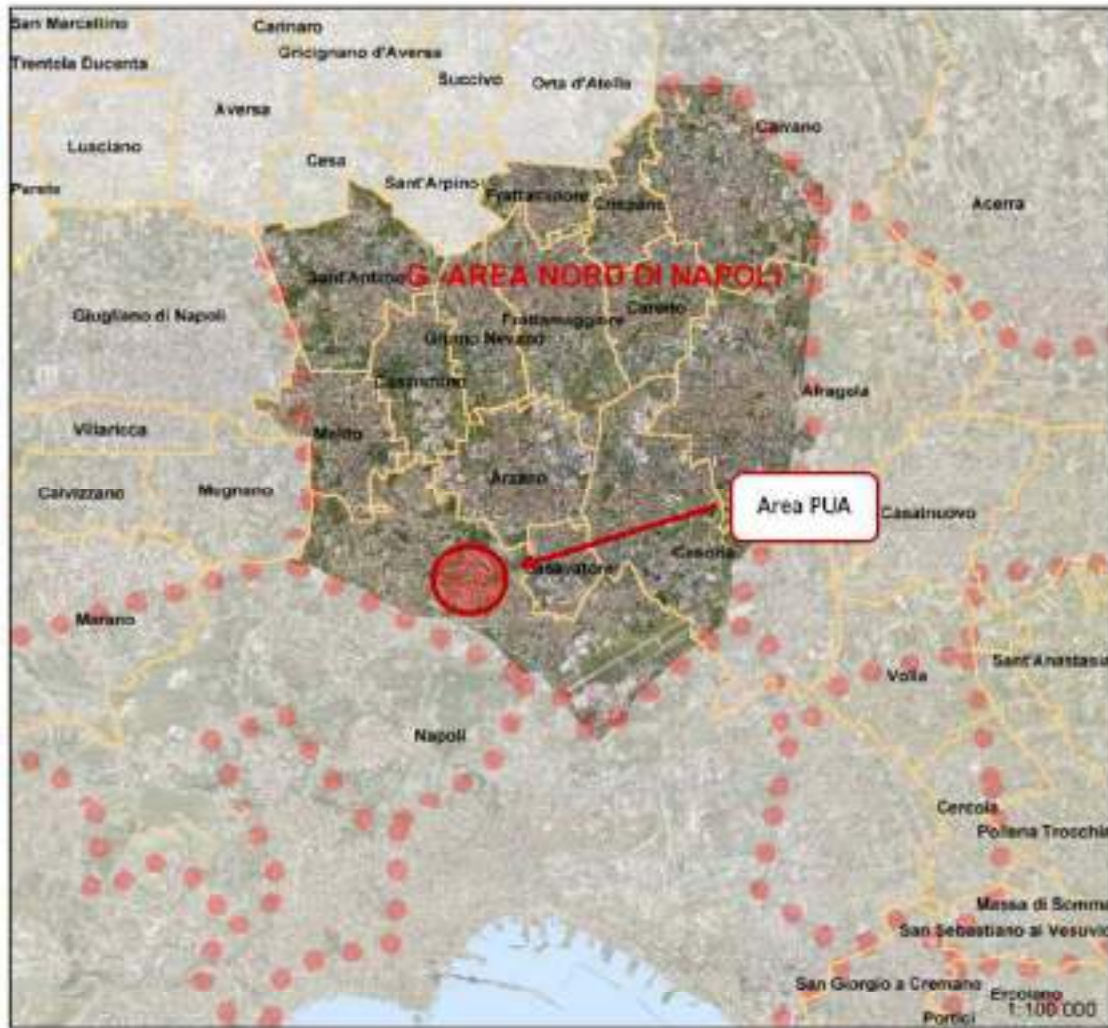 San Marcellino
Carinaro
Gricignano d'Aversa
Trentola Ducenta
Succivo
Orta d'Atella
Aversa
Caivano
Lusciano
Cesa
Parete
Sant'Arpino
Frattaminore
Crispano
Acerra
Sant'Antimo
G AREA NORD DI NAPOLI
Giugliano di Napoli
Frattamaggiore
Cardito
Grumo Nevano
Casandrino
Afragola
Villaricca
Melito
Calvizzano
Mugnano
Arzano
Area PUA
Casalnuovo
Casoria
Casavatore
Marano
Sant'Anastasia
Volla
Napoli
Cercola
Pollena Trocchia
Massa di Somma
San Sebastiano al Vesuvio
San Giorgio a Cremano
Ercolano
1:100 000
Portici